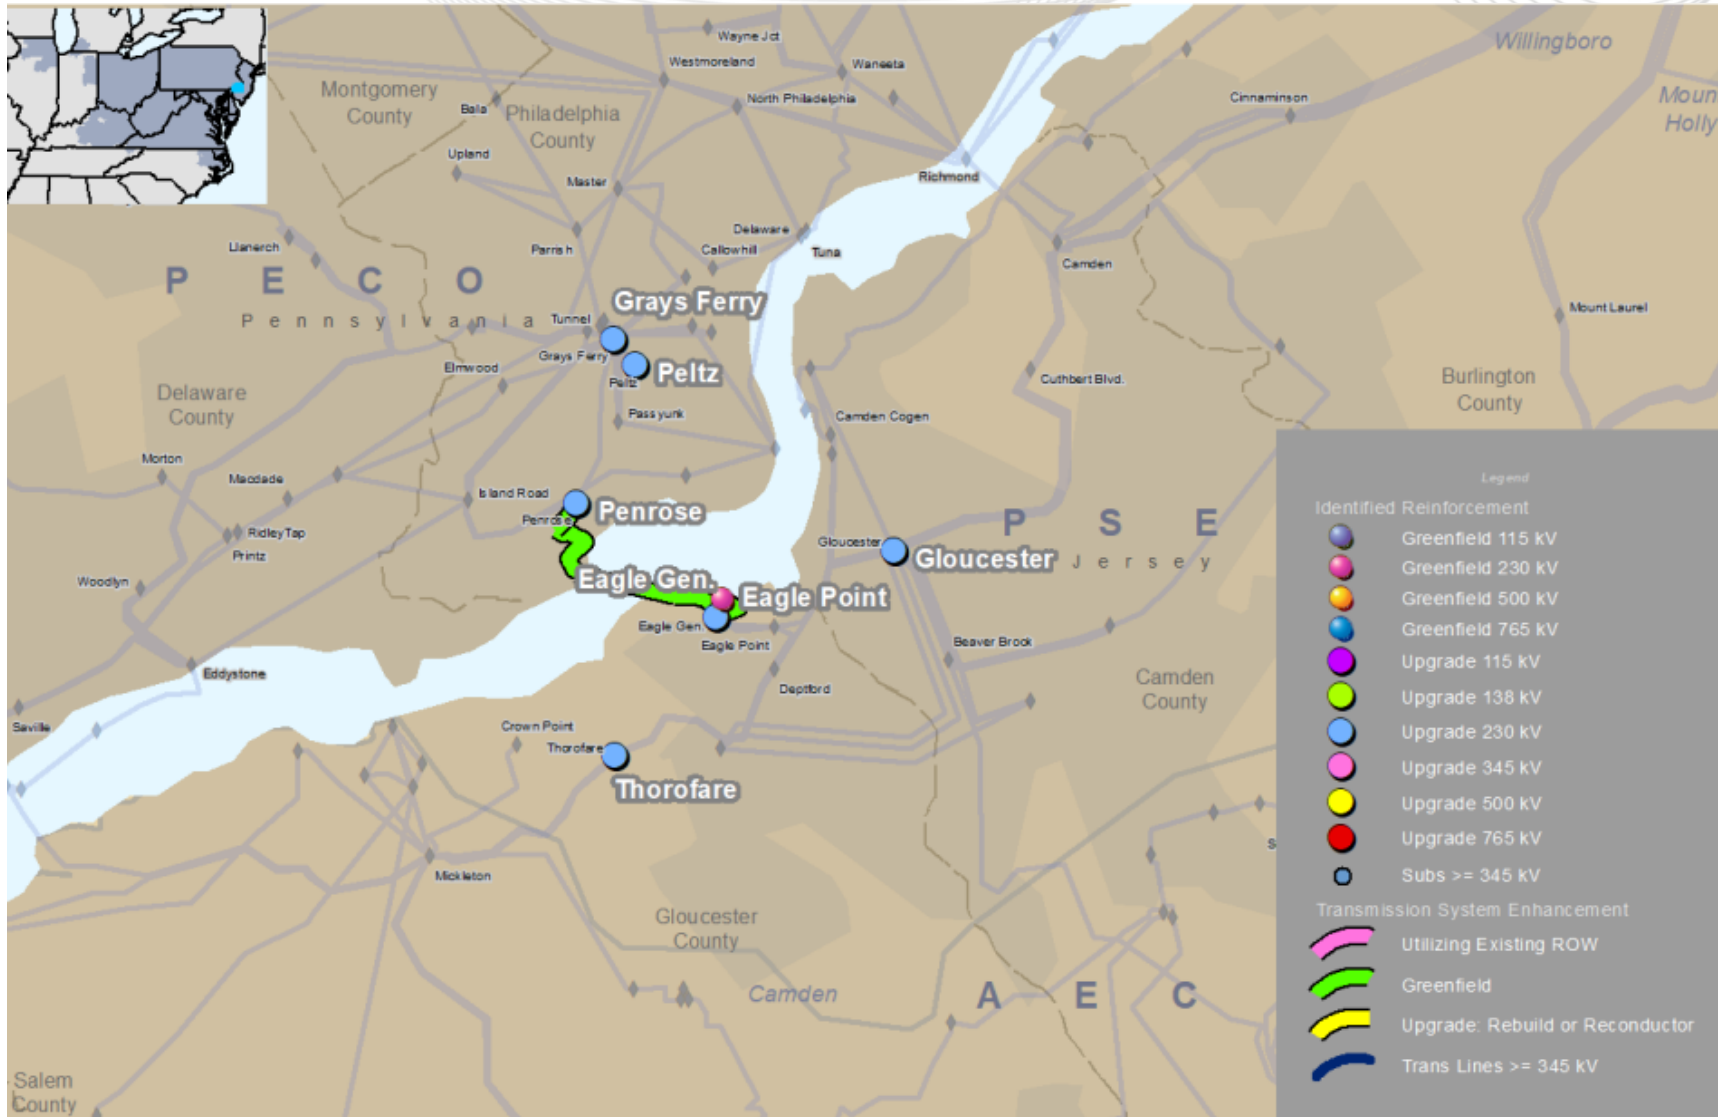 Wayne Jct
Willingboro
Westmoreland
Waneeta
Montgomery
County
Philadelphia
County
Bala
North Philadelphia
Cinnaminson
Holly
Upland
Master
Richmond
Llanerch
Parrish
Delaware
Callowhill
Tuna
Camden
P E C O
Pennsylvania
Grays Ferry
Tunnel
Grays Ferry
Mount Laurel
Elmwood
Peltz
Peltz
Cuthbert Blvd.
Burlington
County
Delaware
County
Passyunk
Camden Cogen
Morton
Macdade
Island Road
Penrose
Penrose
Ridley Tap
Printz
Gloucester
Gloucester
P S E
Jersey
Woodlyn
Eagle Gen.
Eagle Point
Eagle Gen.
Eagle Point
Beaver Brook
Eddystone
Deptford
Camden
County
Saville
Crown Point
Thorofare
Thorofare
Mickleton
Gloucester
County
Camden
A E C
Salem
County
Legend
Identified Reinforcement
Greenfield 115 kV
Greenfield 230 kV
Greenfield 500 kV
Greenfield 765 kV
Upgrade 115 kV
Upgrade 138 kV
Upgrade 230 kV
Upgrade 345 kV
Upgrade 500 kV
Upgrade 765 kV
Subs >= 345 kV
Transmission System Enhancement
Utilizing Existing ROW
Greenfield
Upgrade: Rebuild or Reconductor
Trans Lines >= 345 kV